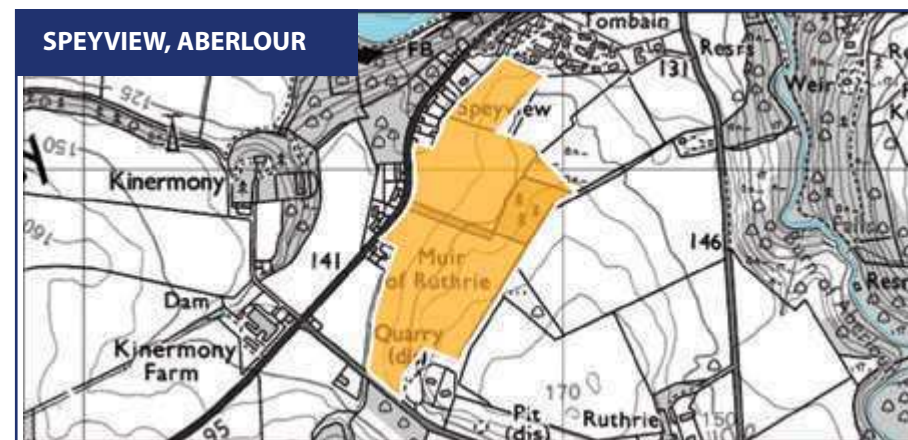 SPEYVIEW, ABERLOUR
Tombain
FB
Resrs
131
125
Speyview
Weir
150
Kinermony
160
141
146
Muir
of Ruthrie
Dam
Resr
Quarry
(dis)
Kinermony
Farm
170
Pit
(dis)
Ruthrie
150
95